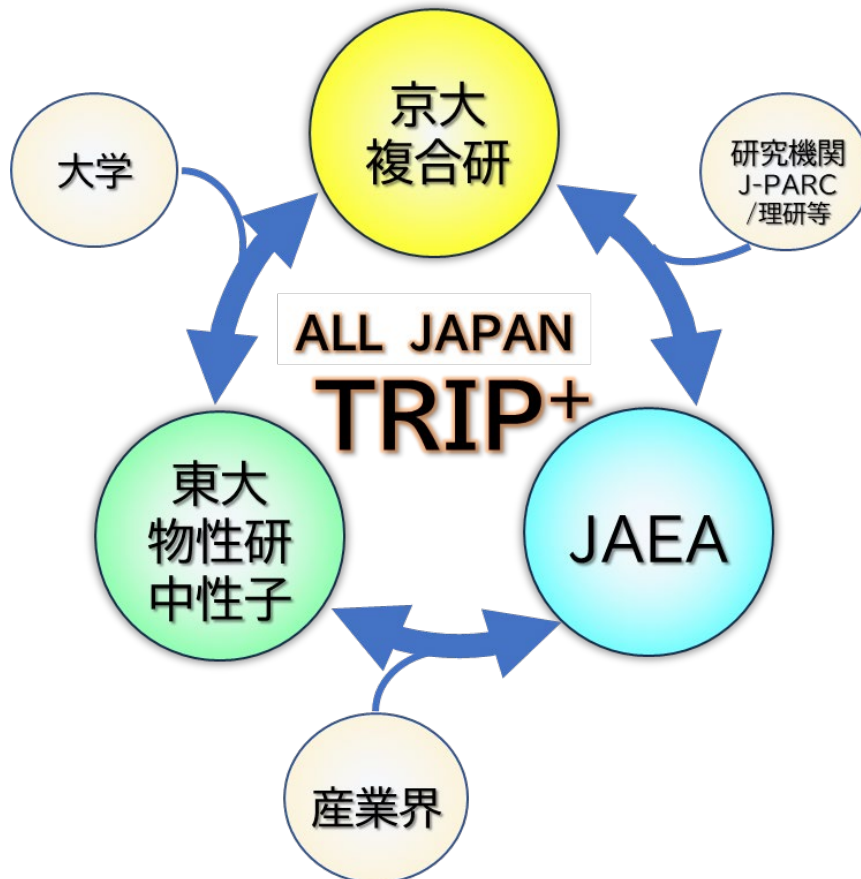 京大
複合研
大学
研究機関
J-PARC
/理研等
ALL JAPAN
TRIP+
東大
物性研
中性子
JAEA
産業界